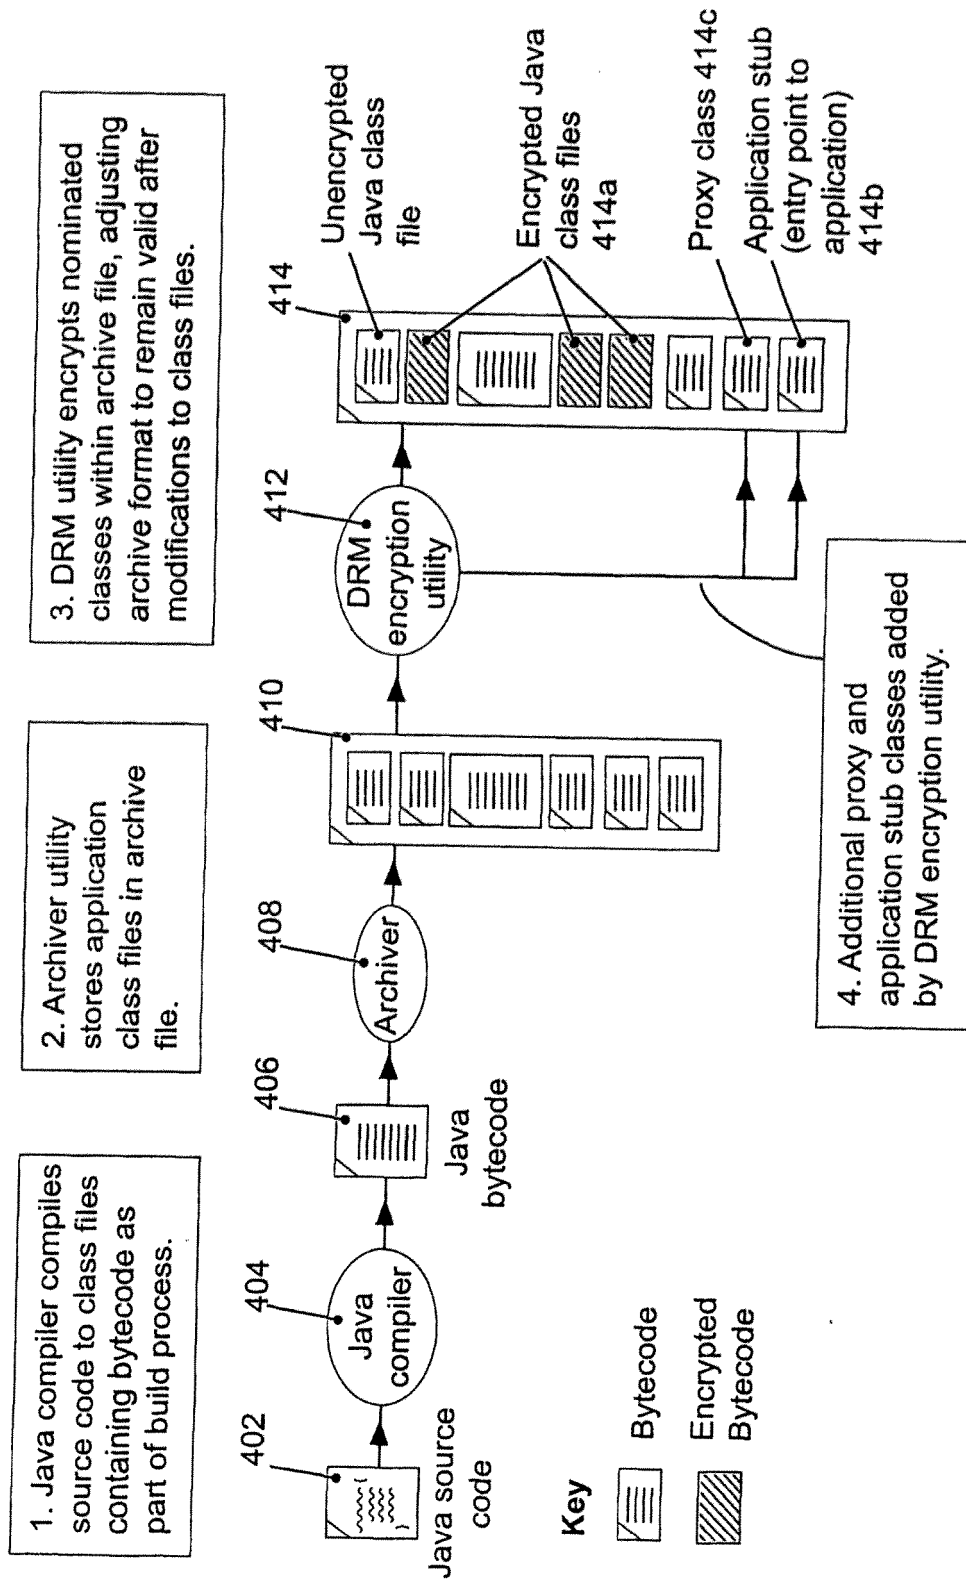 1. Java compiler compiles
source code to class files
containing bytecode as
part of build process.
2. Archiver utility
stores application
class files in archive
file.
3. DRM utility encrypts nominated
classes within archive file, adjusting
archive format to remain valid after
modifications to class files.
402
Java source
code
404
Java
compiler
406
Java
bytecode
408
Archiver
410
412
DRM
encryption
utility
414
Unencrypted
Java class
file
Encrypted Java
class files
414a
Proxy class 414c
Application stub
(entry point to
application)
414b
4. Additional proxy and
application stub classes added
by DRM encryption utility.
Key
Bytecode
Encrypted
Bytecode